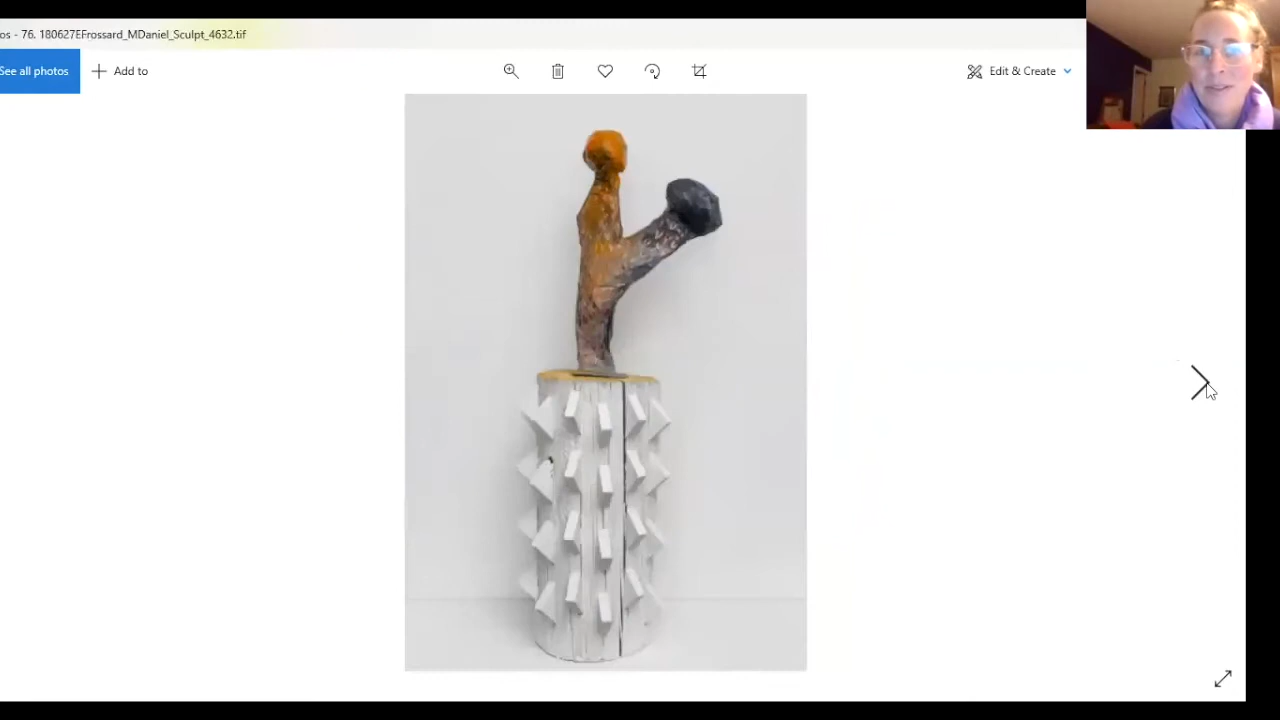 os - 76. 180627EFrossard_MDaniel_Sculpt_4632.tif
See all photos
Add to
Edit & Create